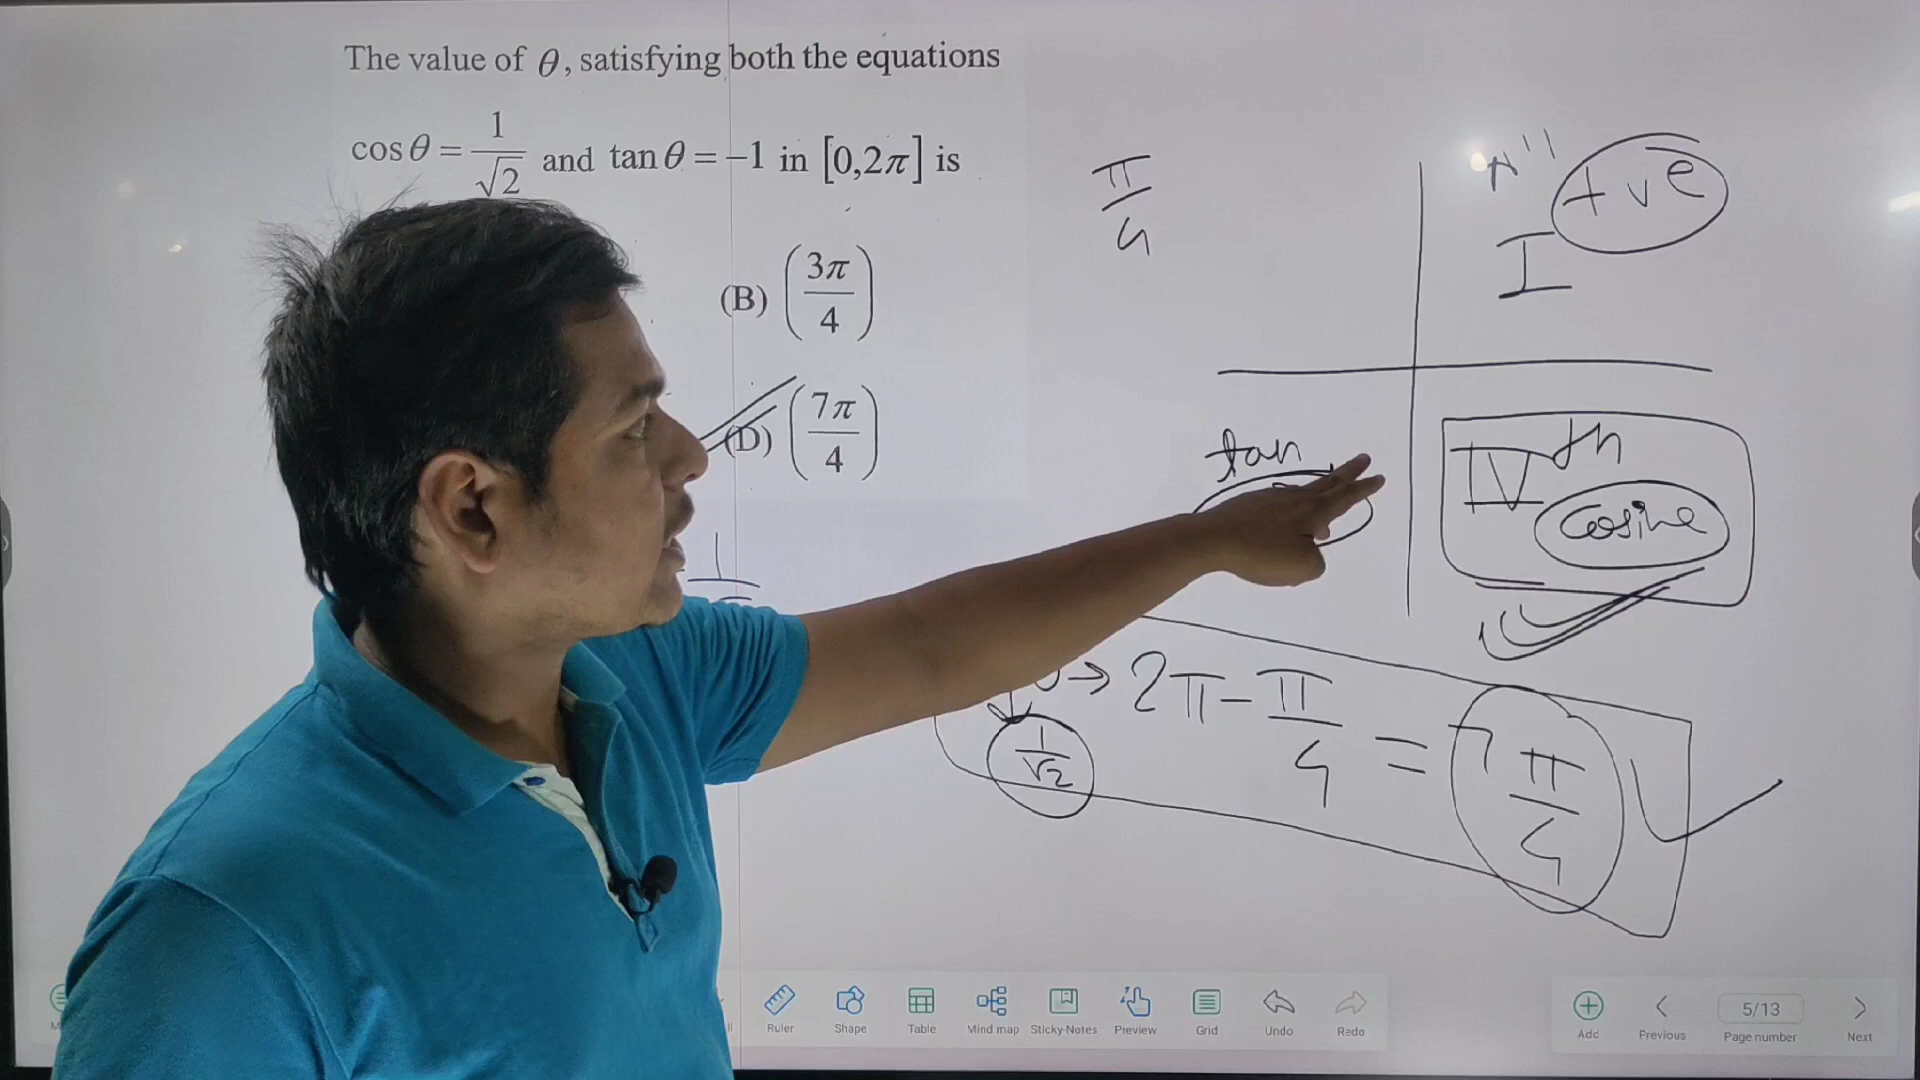 The value of θ, satisfying both the equations
cos θ = 1/√2 and tan θ = −1 in [0,2π] is
(B) (3π/4)
(D) (7π/4)
π/4
+ve
I
tan
IV th
Cosine
1
→ 2π − π/4 = 7π/4
1/√2
Ruler
Shape
Table
Mind map
Sticky-Notes
Preview
Grid
Undo
Redo
Add
Previous
5/13
Page number
Next